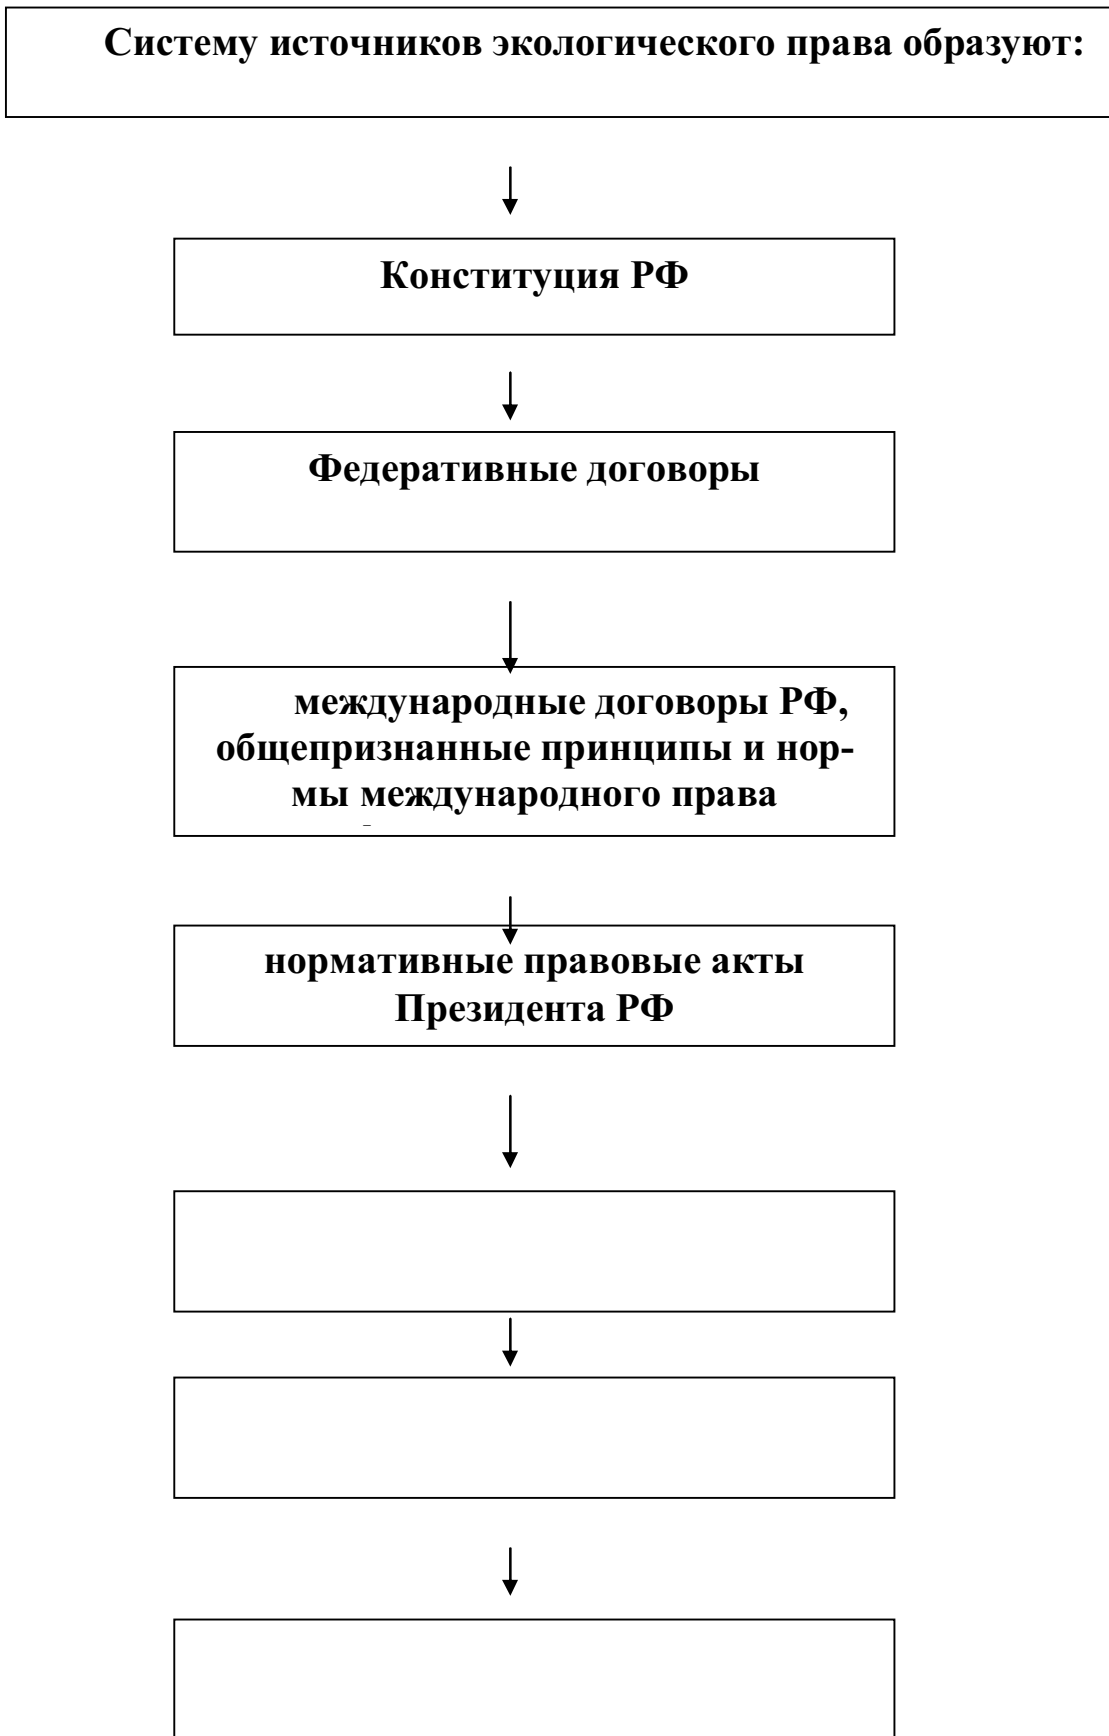 Систему источников экологического права образуют:
Конституция РФ
Федеративные договоры
международные договоры РФ,
общепризнанные принципы и нор-
мы международного права
нормативные правовые акты
Президента РФ